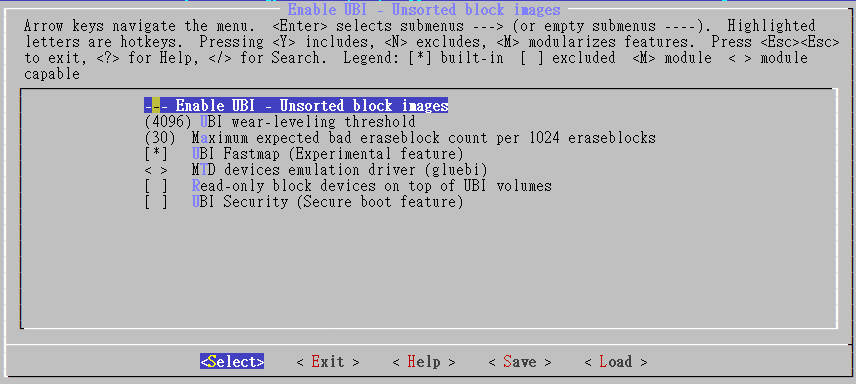 Enable UBI - Unsorted block images
Arrow keys navigate the menu.  <Enter> selects submenus ---> (or empty submenus ----).  Highlighted
letters are hotkeys.  Pressing <Y> includes, <N> excludes, <M> modularizes features.  Press <Esc><Esc>
to exit, <?> for Help, </> for Search.  Legend: [*] built-in  [ ] excluded  <M> module  < > module
capable
--- Enable UBI - Unsorted block images
(4096) UBI wear-leveling threshold
(30)  Maximum expected bad eraseblock count per 1024 eraseblocks
[*]   UBI Fastmap (Experimental feature)
< >   MTD devices emulation driver (gluebi)
[ ]   Read-only block devices on top of UBI volumes
[ ]   UBI Security (Secure boot feature)
<Select>    < Exit >    < Help >    < Save >    < Load >